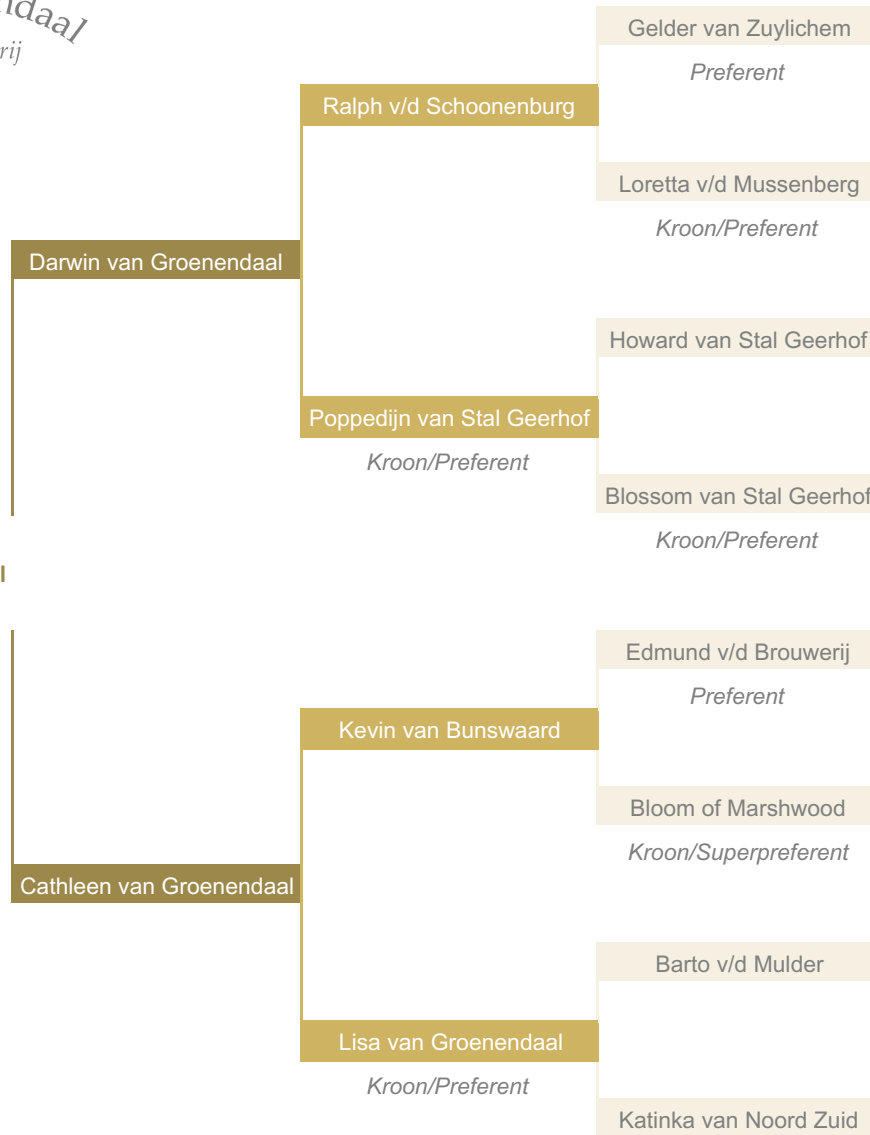 Gelder van Zuylichem
Preferent
Ralph v/d Schoonenburg
Loretta v/d Mussenberg
Kroon/Preferent
Darwin van Groenendaal
Howard van Stal Geerhof
Poppedijn van Stal Geerhof
Kroon/Preferent
Blossom van Stal Geerhof
Kroon/Preferent
Edmund v/d Brouwerij
Preferent
Kevin van Bunswaard
Bloom of Marshwood
Kroon/Superpreferent
Cathleen van Groenendaal
Barto v/d Mulder
Lisa van Groenendaal
Kroon/Preferent
Katinka van Noord Zuid